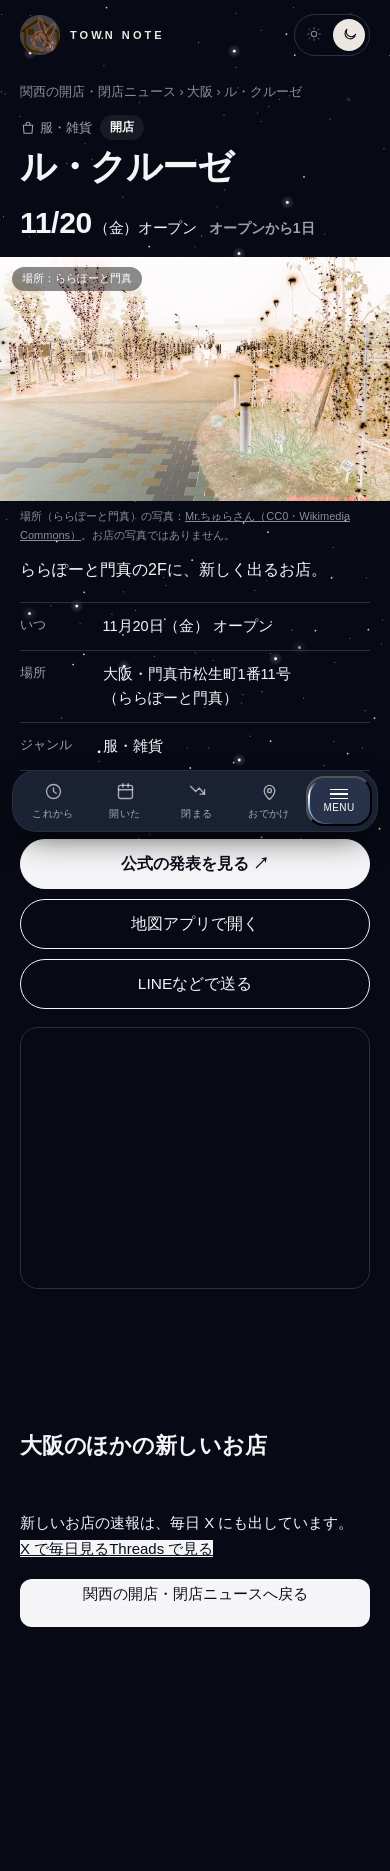 TOWN NOTE
関西の開店・閉店ニュース › 大阪 › ル・クルーゼ
服・雑貨 開店
ル・クルーゼ
11/20（金）オープン オープンから1日
場所：ららぽーと門真
場所（ららぽーと門真）の写真：Mr.ちゅらさん（CC0・Wikimedia
Commons）。お店の写真ではありません。
ららぽーと門真の2Fに、新しく出るお店。
いつ 11月20日（金） オープン
場所 大阪・門真市松生町1番11号
（ららぽーと門真）
ジャンル 服・雑貨
これから 開いた 閉まる おでかけ MENU
公式の発表を見る ↗
地図アプリで開く
LINEなどで送る
大阪のほかの新しいお店
新しいお店の速報は、毎日 X にも出しています。
X で毎日見るThreads で見る
関西の開店・閉店ニュースへ戻る